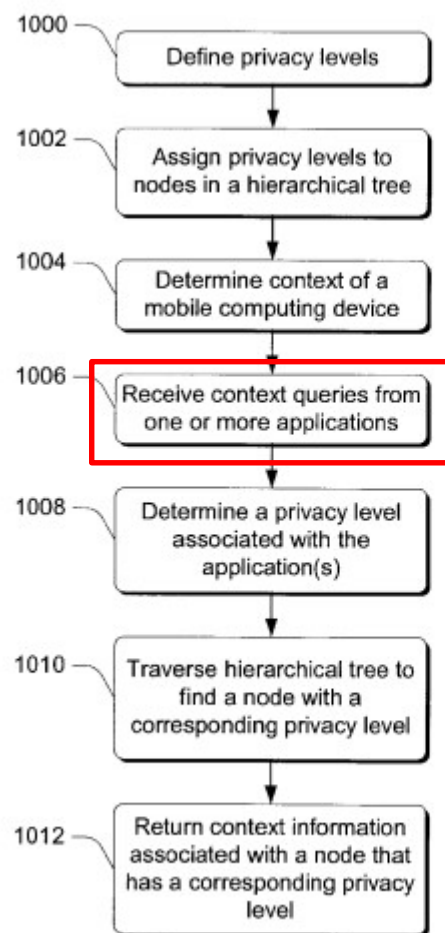 1000
Define privacy levels
1002
Assign privacy levels to
nodes in a hierarchical tree
1004
Determine context of a
mobile computing device
1006
Receive context queries from
one or more applications
1008
Determine a privacy level
associated with the
application(s)
1010
Traverse hierarchical tree to
find a node with a
corresponding privacy level
1012
Return context information
associated with a node that
has a corresponding privacy
level